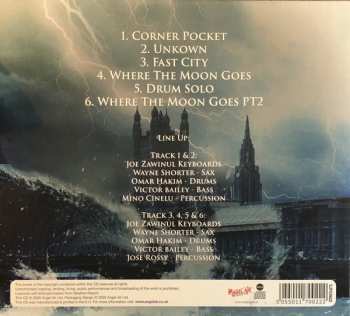 1. Corner Pocket
2. Unkown
3. Fast City
4. Where The Moon Goes
5. Drum Solo
6. Where The Moon Goes PT2
Line Up
Track 1 & 2:
Joe Zawinul Keyboards
Wayne Shorter - Sax
Omar Hakim - Drums
Victor Bailey - Bass
Mino Cinelu - Percussion
Track 3, 4, 5 & 6:
Joe Zawinul Keyboards
Wayne Shorter - Sax
Omar Hakim - Drums
Victor Bailey - Bass
Jose Rossy - Percussion